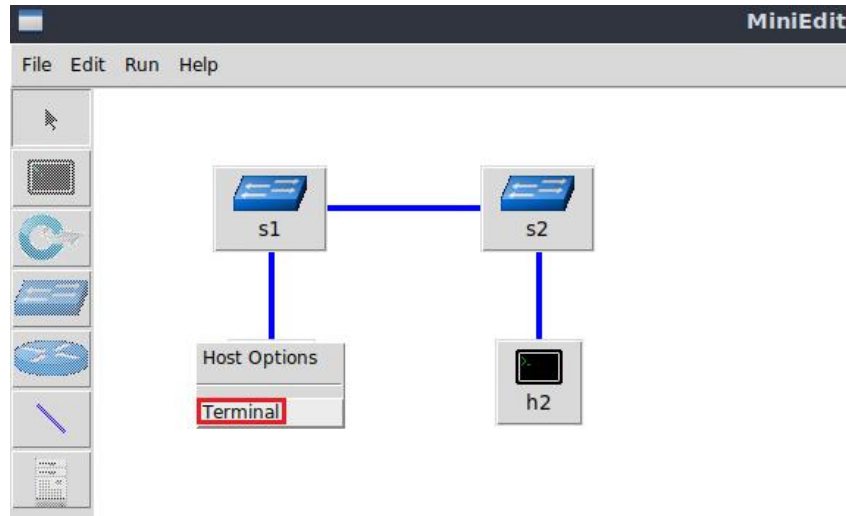 MiniEdit
File Edit Run Help
s1
s2
Host Options
Terminal
h2